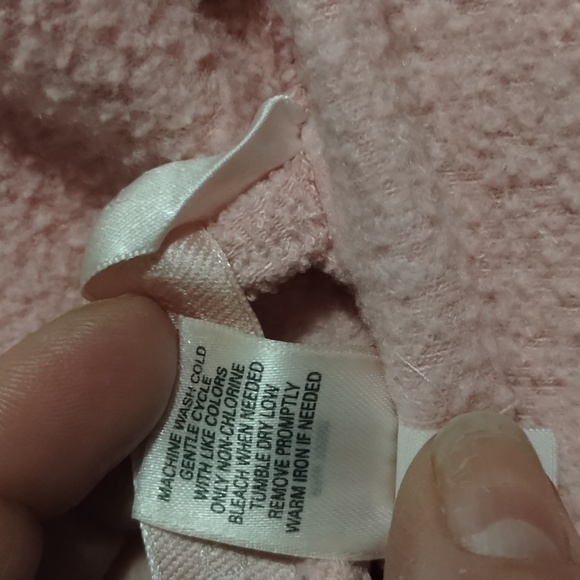 MACHINE WASH COLD
GENTLE CYCLE
WITH LIKE COLORS
ONLY NON-CHLORINE
BLEACH WHEN NEEDED
TUMBLE DRY LOW
REMOVE PROMPTLY
WARM IRON IF NEEDED